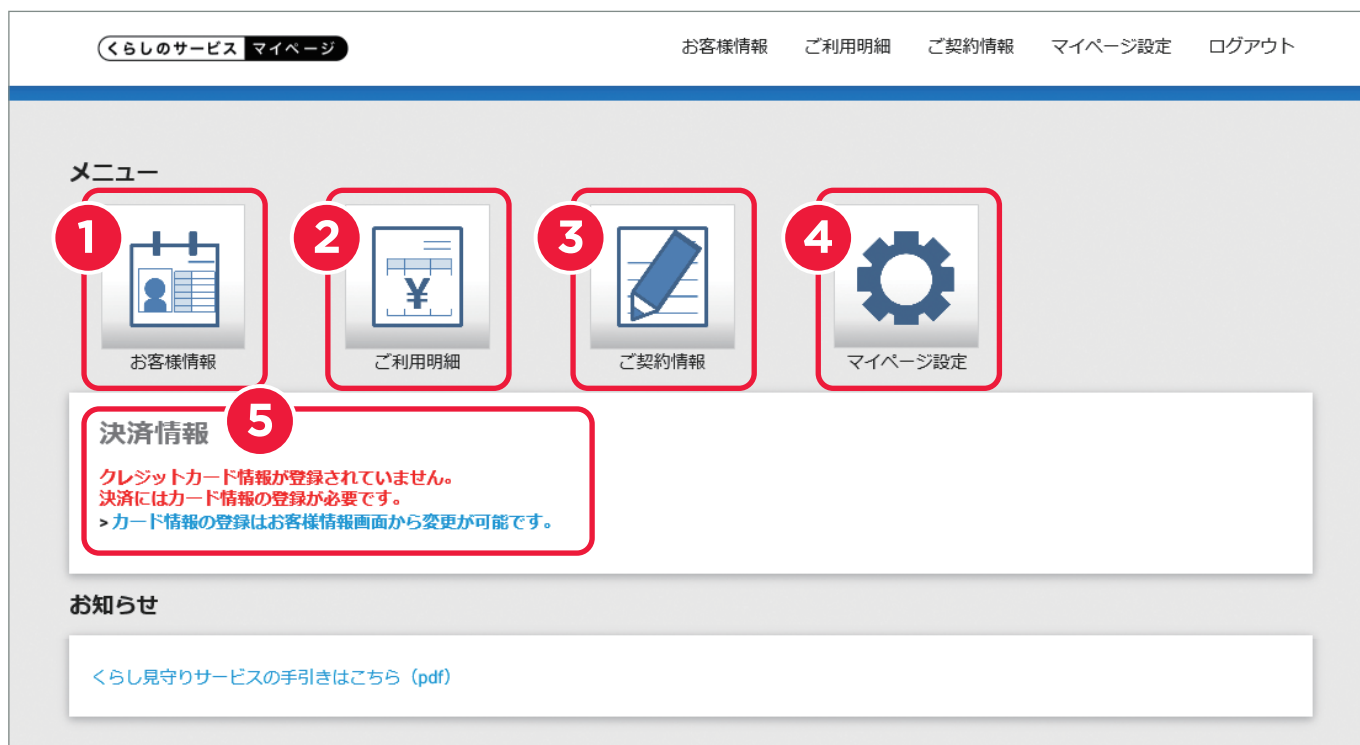 くらしのサービス マイページ
お客様情報 ご利用明細 ご契約情報 マイページ設定 ログアウト
メニュー
1 2 3 4
¥
お客様情報 ご利用明細 ご契約情報 マイページ設定
決済情報 5
クレジットカード情報が登録されていません。
決済にはカード情報の登録が必要です。
>カード情報の登録はお客様情報画面から変更が可能です。
お知らせ
くらし見守りサービスの手引きはこちら（pdf）